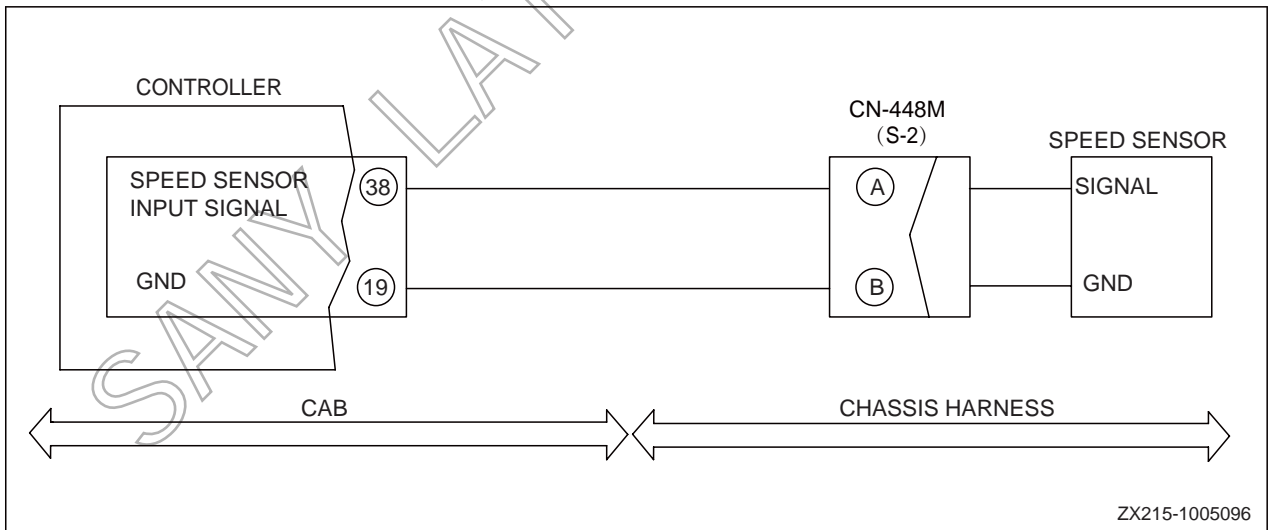 CONTROLLER
SPEED SENSOR
INPUT SIGNAL
38
GND
19
CN-448M
(S-2)
A
B
SPEED SENSOR
SIGNAL
GND
CAB
CHASSIS HARNESS
ZX215-1005096
SANY LAT